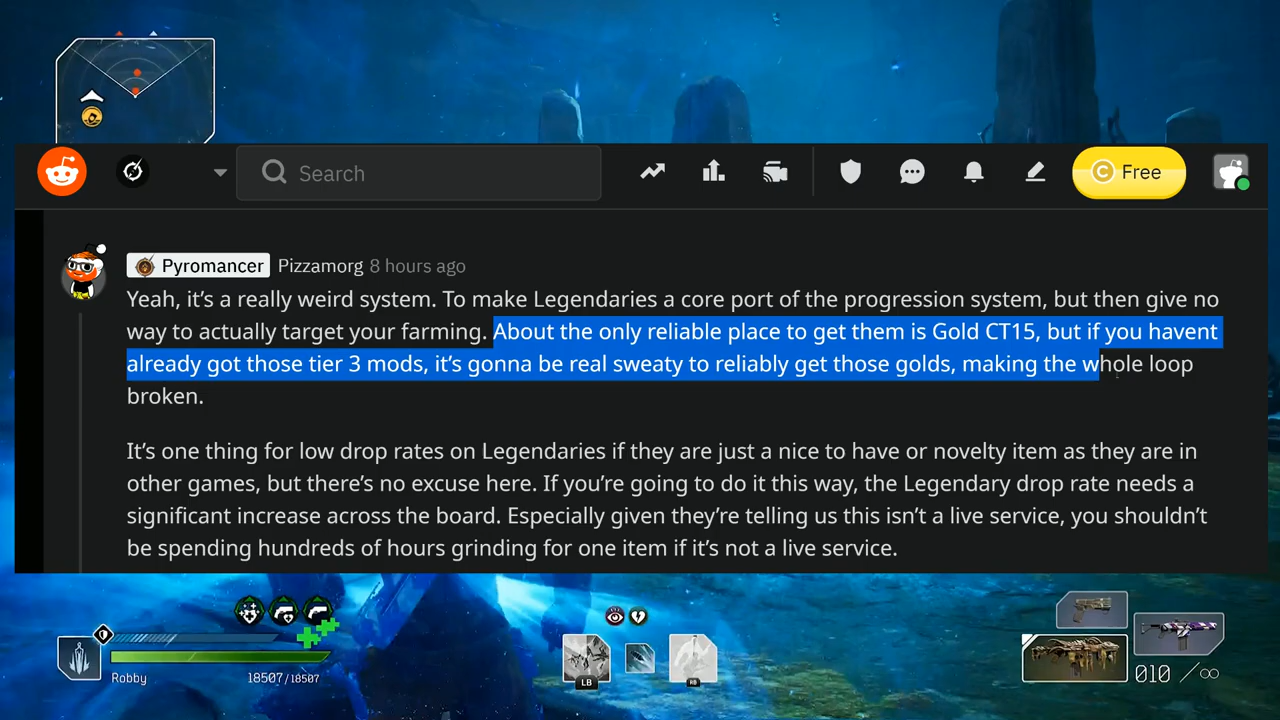 Search
Free
Pyromancer Pizzamorg 8 hours ago
Yeah, it's a really weird system. To make Legendaries a core port of the progression system, but then give no
way to actually target your farming. About the only reliable place to get them is Gold CT15, but if you havent
already got those tier 3 mods, it's gonna be real sweaty to reliably get those golds, making the whole loop
broken.
It's one thing for low drop rates on Legendaries if they are just a nice to have or novelty item as they are in
other games, but there's no excuse here. If you're going to do it this way, the Legendary drop rate needs a
significant increase across the board. Especially given they're telling us this isn't a live service, you shouldn't
be spending hundreds of hours grinding for one item if it's not a live service.
Robby 18507/18507
LB
RB
010 / ∞